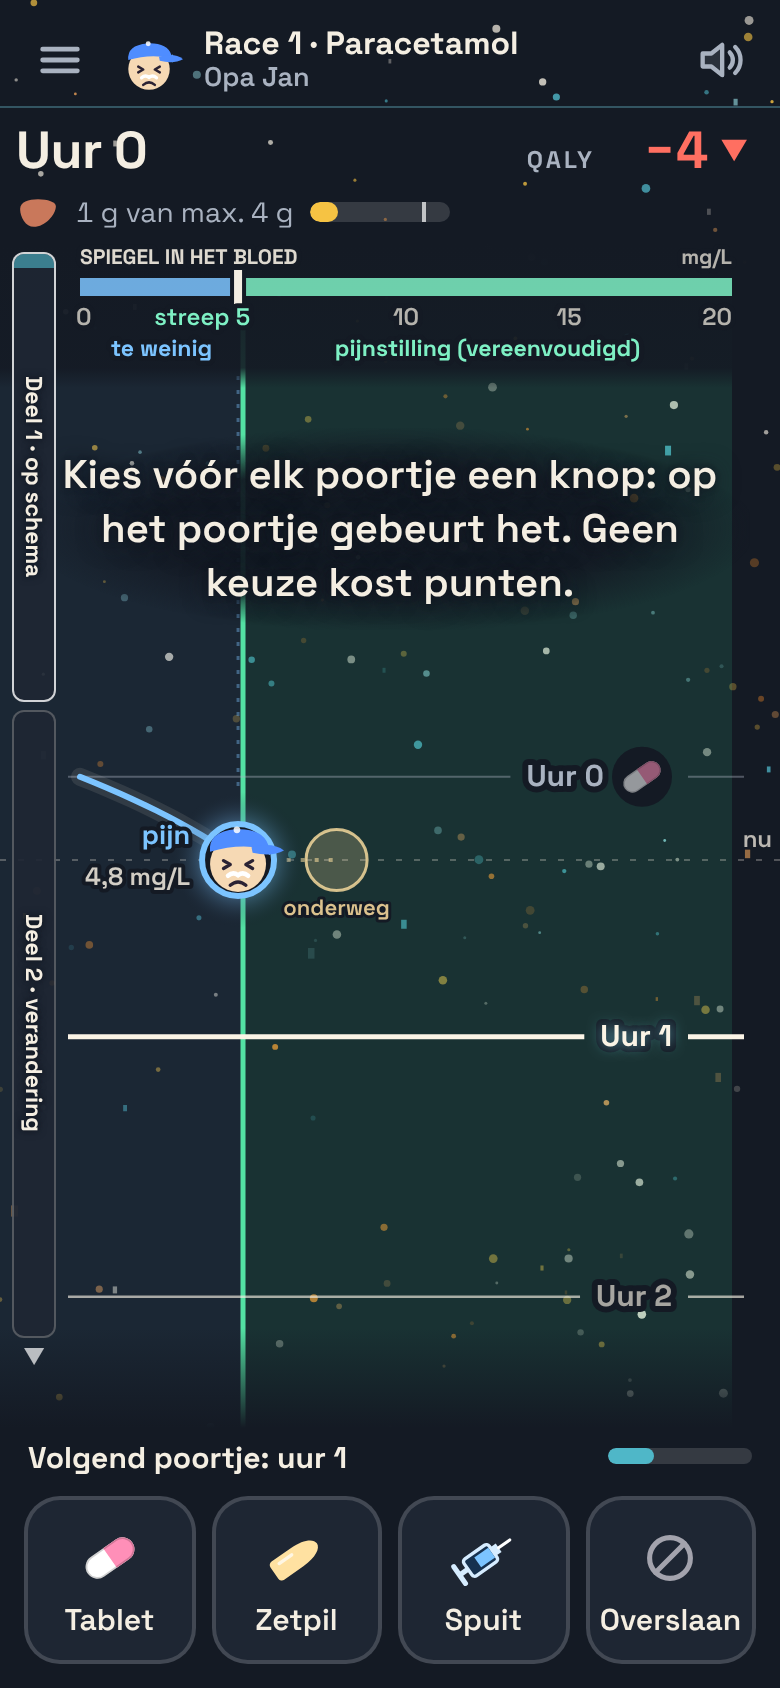 Race 1 · Paracetamol
Opa Jan
Uur 0
QALY −4
1 g van max. 4 g
SPIEGEL IN HET BLOED mg/L
0 streep 5 10 15 20
te weinig pijnstilling (vereenvoudigd)
Deel 1 · op schema
Kies vóór elk poortje een knop: op
het poortje gebeurt het. Geen
keuze kost punten.
Uur 0
pijn
nu
4,8 mg/L
onderweg
Deel 2 · verandering
Uur 1
Uur 2
Volgend poortje: uur 1
Tablet Zetpil Spuit Overslaan